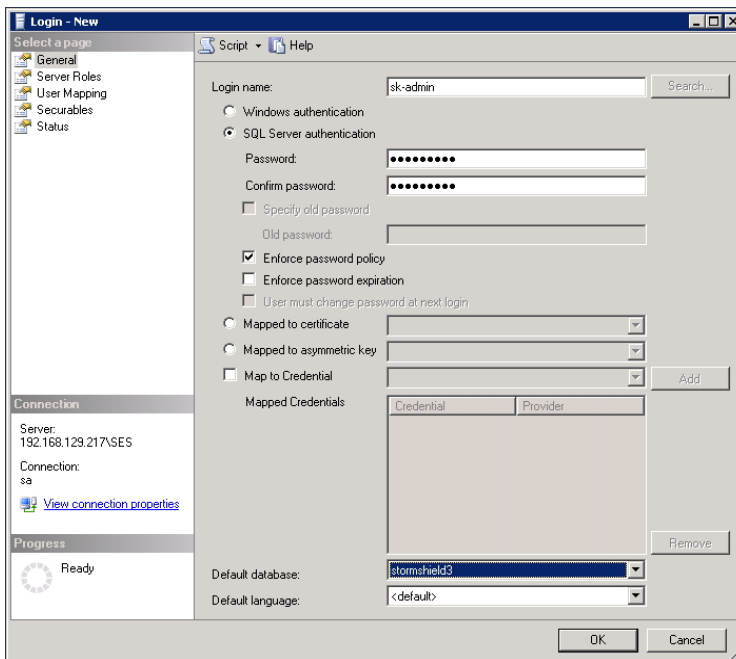 Login - New
Select a page
General
Server Roles
User Mapping
Securables
Status
Script Help
Login name: sk-admin Search...
Windows authentication
SQL Server authentication
Password: •••••••••
Confirm password: •••••••••
Specify old password
Old password:
Enforce password policy
Enforce password expiration
User must change password at next login
Mapped to certificate
Mapped to asymmetric key
Map to Credential Add
Mapped Credentials Credential Provider
Remove
Default database: stormshield3
Default language: <default>
Connection
Server:
192.168.129.217\SES
Connection:
sa
View connection properties
Progress
Ready
OK Cancel